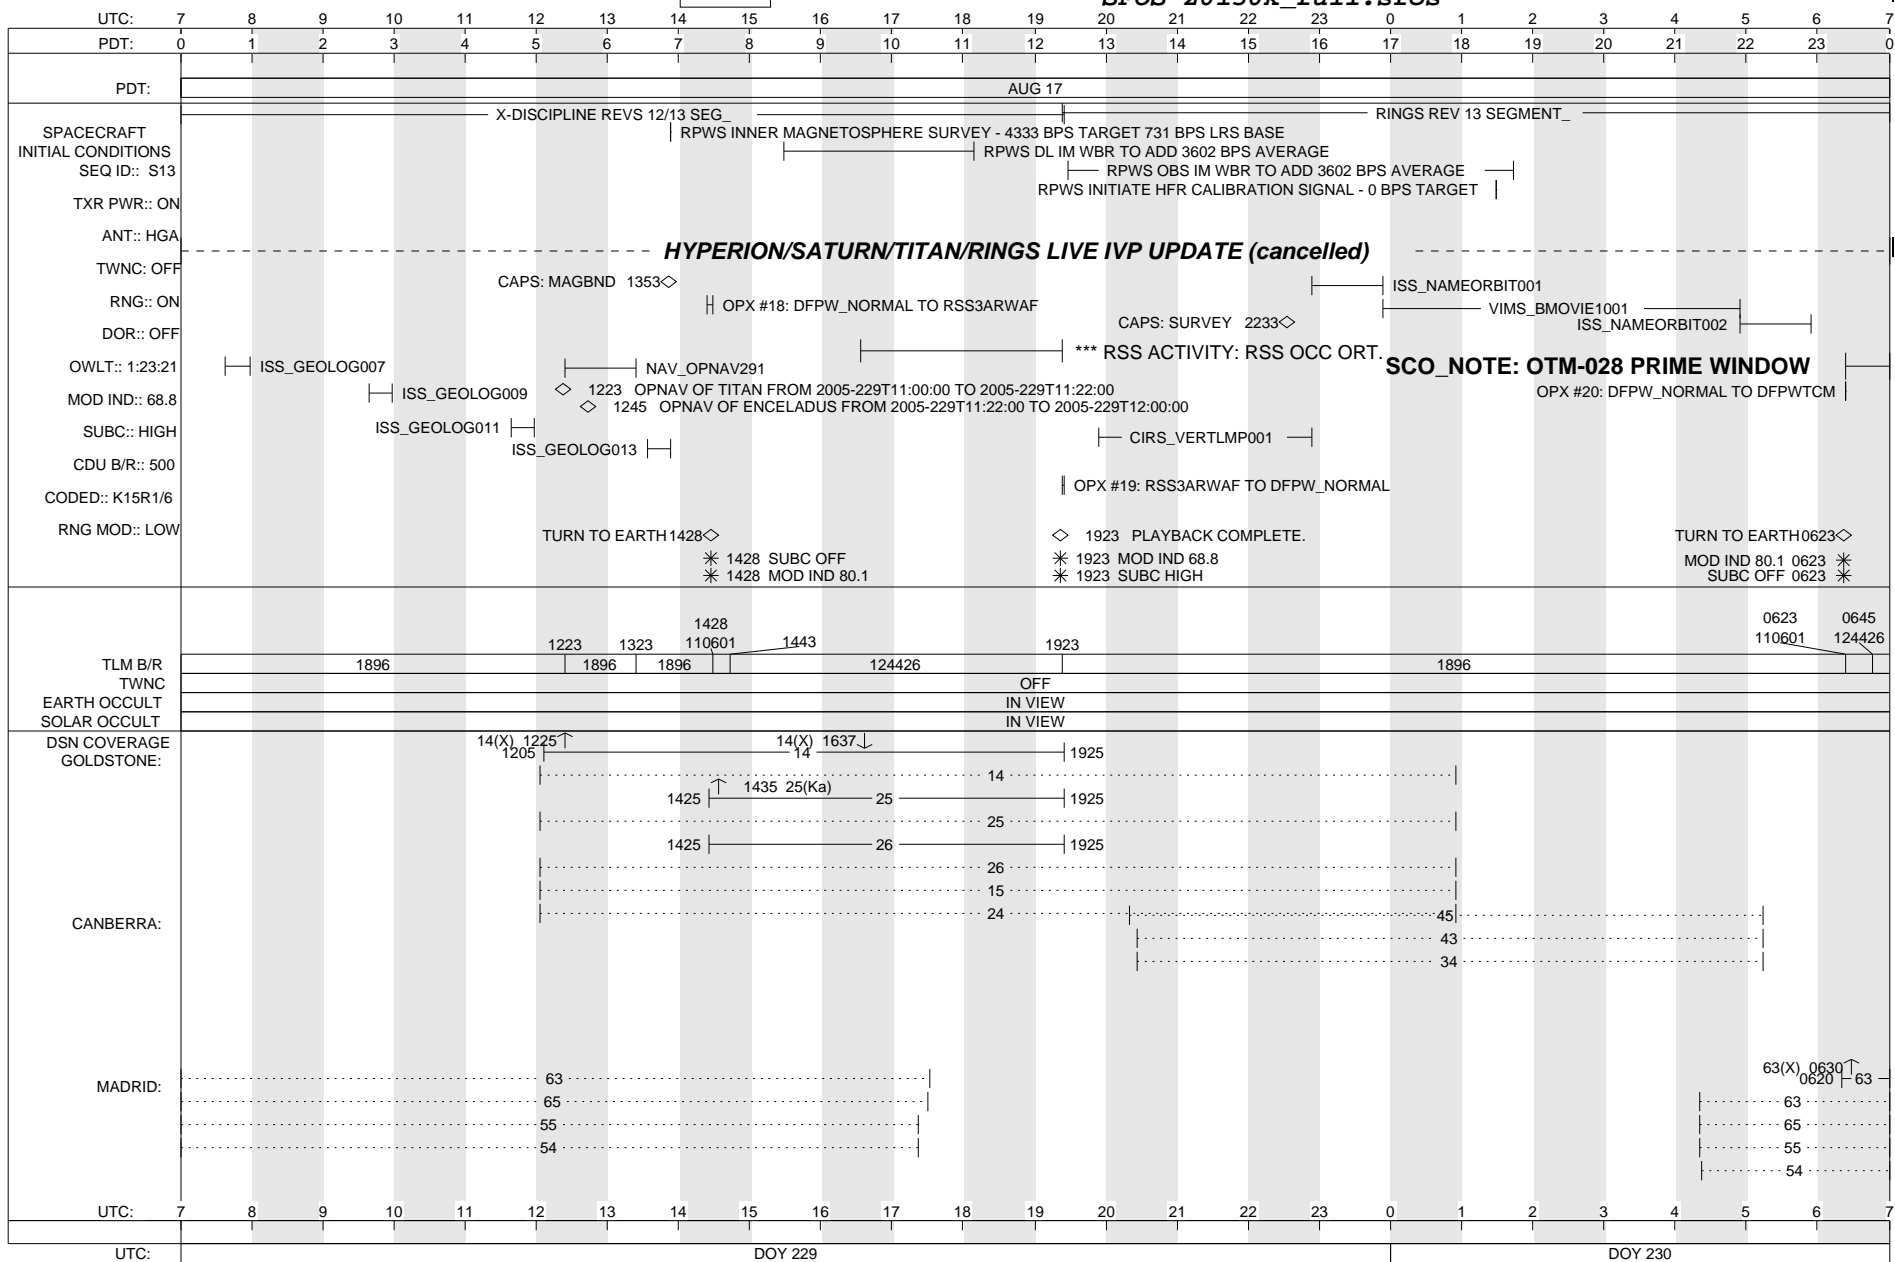 SFOS 20130k_full.sfos
UTC: 7 8 9 10 11 12 13 14 15 16 17 18 19 20 21 22 23 0 1 2 3 4 5 6 7
PDT: 0 1 2 3 4 5 6 7 8 9 10 11 12 13 14 15 16 17 18 19 20 21 22 23 0
PDT: AUG 17
X-DISCIPLINE REVS 12/13 SEG_ RINGS REV 13 SEGMENT_
SPACECRAFT RPWS INNER MAGNETOSPHERE SURVEY - 4333 BPS TARGET 731 BPS LRS BASE
INITIAL CONDITIONS RPWS DL IM WBR TO ADD 3602 BPS AVERAGE
SEQ ID:: S13 RPWS OBS IM WBR TO ADD 3602 BPS AVERAGE
RPWS INITIATE HFR CALIBRATION SIGNAL - 0 BPS TARGET
TXR PWR:: ON
ANT:: HGA
HYPERION/SATURN/TITAN/RINGS LIVE IVP UPDATE (cancelled)
TWNC: OFF
CAPS: MAGBND 1353 ISS_NAMEORBIT001
RNG:: ON OPX #18: DFPW_NORMAL TO RSS3ARWAF VIMS_BMOVIE1001
CAPS: SURVEY 2233 ISS_NAMEORBIT002
DOR:: OFF
*** RSS ACTIVITY: RSS OCC ORT.
OWLT:: 1:23:21 ISS_GEOLOG007 NAV_OPNAV291 SCO_NOTE: OTM-028 PRIME WINDOW
1223 OPNAV OF TITAN FROM 2005-229T11:00:00 TO 2005-229T11:22:00
MOD IND:: 68.8 ISS_GEOLOG009 OPX #20: DFPW_NORMAL TO DFPWTCM
1245 OPNAV OF ENCELADUS FROM 2005-229T11:22:00 TO 2005-229T12:00:00
SUBC:: HIGH ISS_GEOLOG011 CIRS_VERTLMP001
ISS_GEOLOG013
CDU B/R:: 500
OPX #19: RSS3ARWAF TO DFPW_NORMAL
CODED:: K15R1/6
RNG MOD:: LOW TURN TO EARTH 1428 1923 PLAYBACK COMPLETE. TURN TO EARTH 0623
1428 SUBC OFF 1923 MOD IND 68.8 MOD IND 80.1 0623
1428 MOD IND 80.1 1923 SUBC HIGH SUBC OFF 0623
1428 0623 0645
1223 1323 110601 1443 1923 110601 124426
TLM B/R 1896 1896 1896 124426 1896
TWNC OFF
EARTH OCCULT IN VIEW
SOLAR OCCULT IN VIEW
DSN COVERAGE 14(X) 1225 14(X) 1637
GOLDSTONE: 1205 14 1925
14
1435 25(Ka)
1425 25 1925
25
1425 26 1925
26
15
24
CANBERRA: 45
43
34
63(X) 0630
MADRID: 63 0620 63
65 63
55 65
54 55
54
UTC: 7 8 9 10 11 12 13 14 15 16 17 18 19 20 21 22 23 0 1 2 3 4 5 6 7
UTC: DOY 229 DOY 230